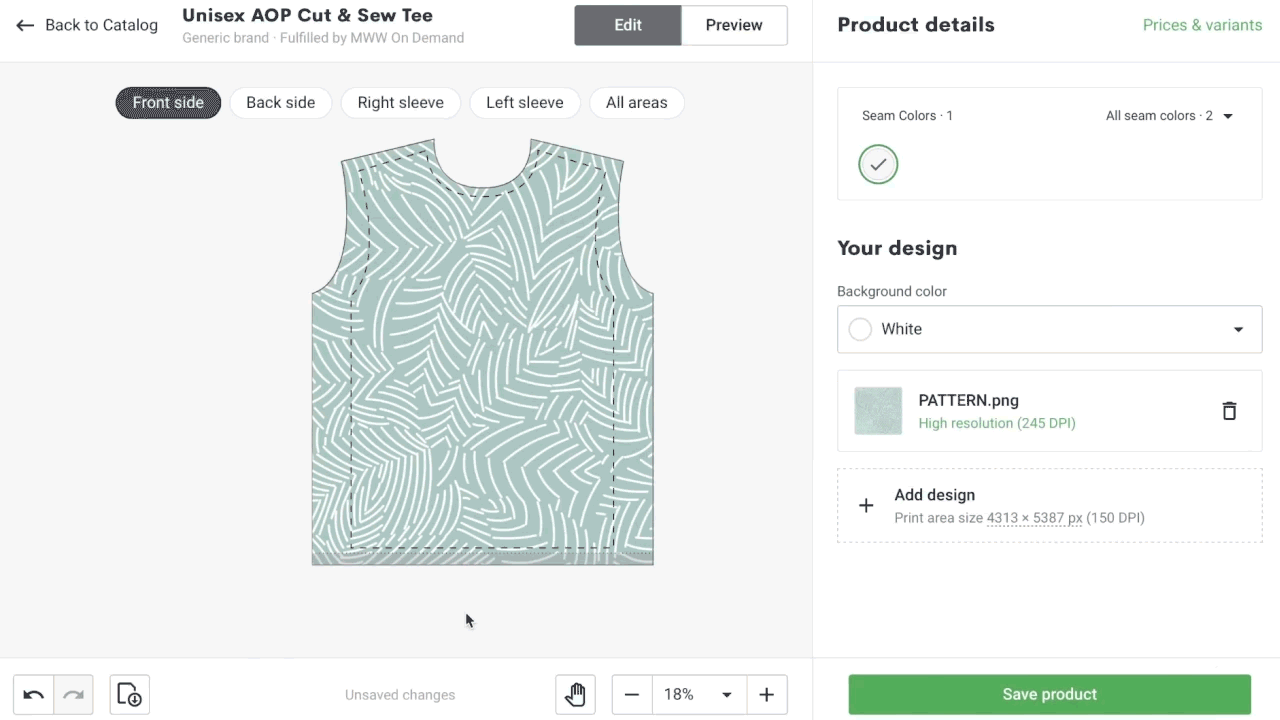 Back to Catalog
Unisex AOP Cut & Sew Tee
Generic brand · Fulfilled by MWW On Demand
Edit
Preview
Product details
Prices & variants
Front side
Back side
Right sleeve
Left sleeve
All areas
Seam Colors · 1
All seam colors · 2
Your design
Background color
White
PATTERN.png
High resolution (245 DPI)
Add design
Print area size 4313 × 5387 px (150 DPI)
Unsaved changes
18%
Save product